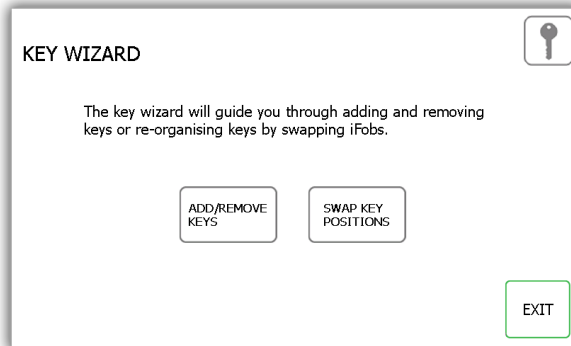 KEY WIZARD
The key wizard will guide you through adding and removing
keys or re-organising keys by swapping iFobs.
ADD/REMOVE
KEYS
SWAP KEY
POSITIONS
EXIT